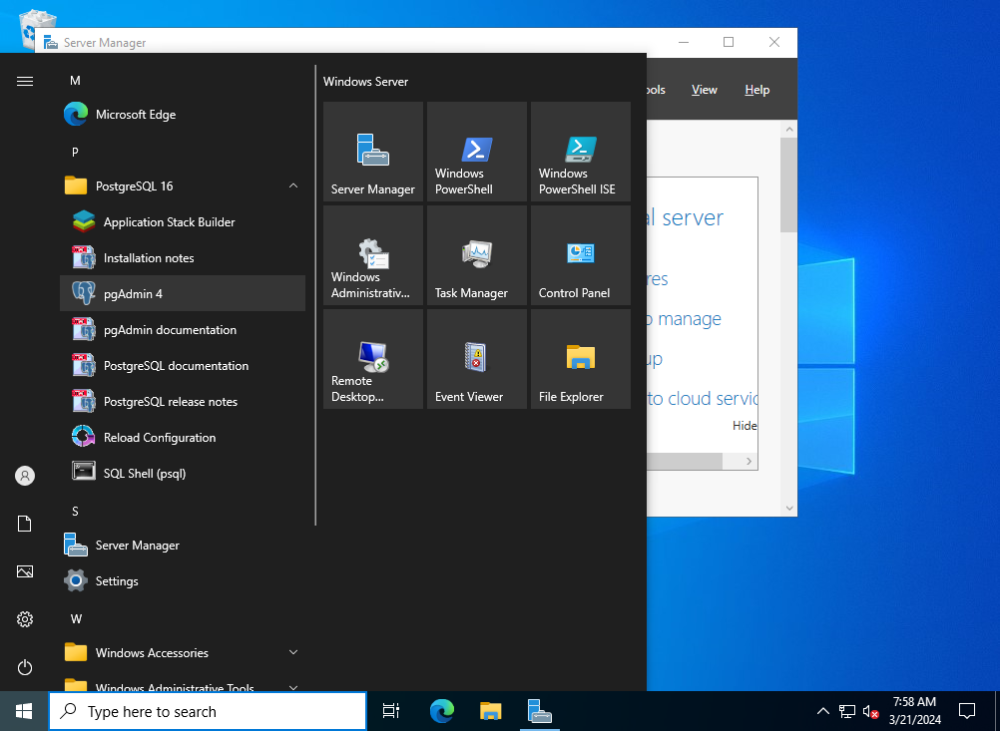 Server Manager
ools
View
Help
al server
res
o manage
up
to cloud servic
Hide
M
Microsoft Edge
P
PostgreSQL 16
Application Stack Builder
Installation notes
pgAdmin 4
pgAdmin documentation
PostgreSQL documentation
PostgreSQL release notes
Reload Configuration
SQL Shell (psql)
S
Server Manager
Settings
W
Windows Accessories
Windows Administrative Tools
Windows Server
Server Manager
Windows
PowerShell
Windows
PowerShell ISE
Windows
Administrativ...
Task Manager
Control Panel
Remote
Desktop...
Event Viewer
File Explorer
Type here to search
7:58 AM
3/21/2024